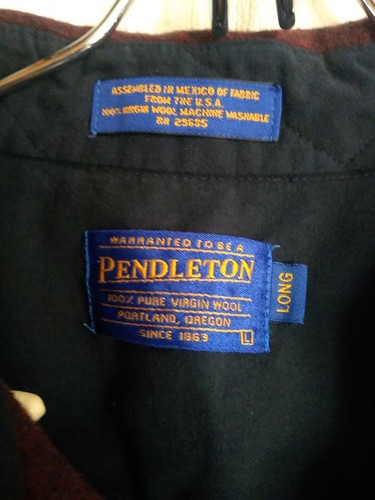 ASSEMBLED IN MEXICO OF FABRIC
FROM THE U.S.A.
100% VIRGIN WOOL MACHINE WASHABLE
RN 29685
WARRANTED TO BE A
PENDLETON
100% PURE VIRGIN WOOL
PORTLAND, OREGON
SINCE 1863
L
LONG